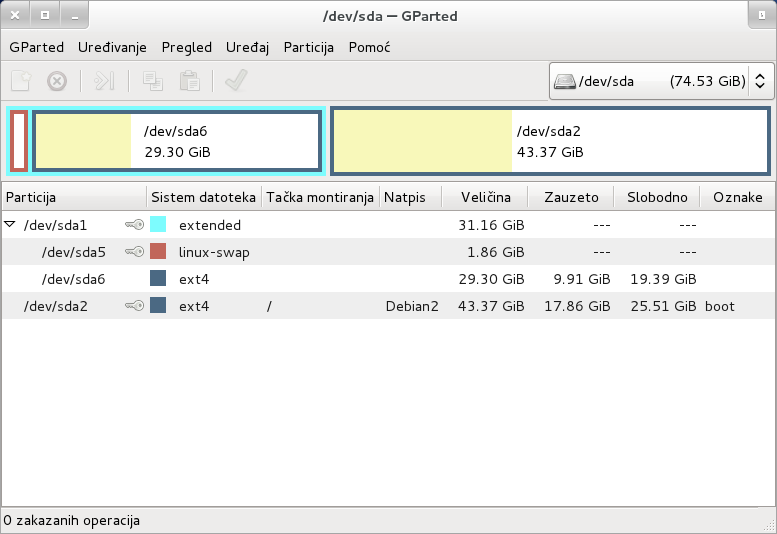 /dev/sda — GParted
GParted Uređivanje Pregled Uređaj Particija Pomoć
/dev/sda (74.53 GiB)
/dev/sda6
29.30 GiB
/dev/sda2
43.37 GiB
Particija Sistem datoteka Tačka montiranja Natpis Veličina Zauzeto Slobodno Oznake
/dev/sda1 extended 31.16 GiB --- ---
/dev/sda5 linux-swap 1.86 GiB --- ---
/dev/sda6 ext4 29.30 GiB 9.91 GiB 19.39 GiB
/dev/sda2 ext4 / Debian2 43.37 GiB 17.86 GiB 25.51 GiB boot
0 zakazanih operacija